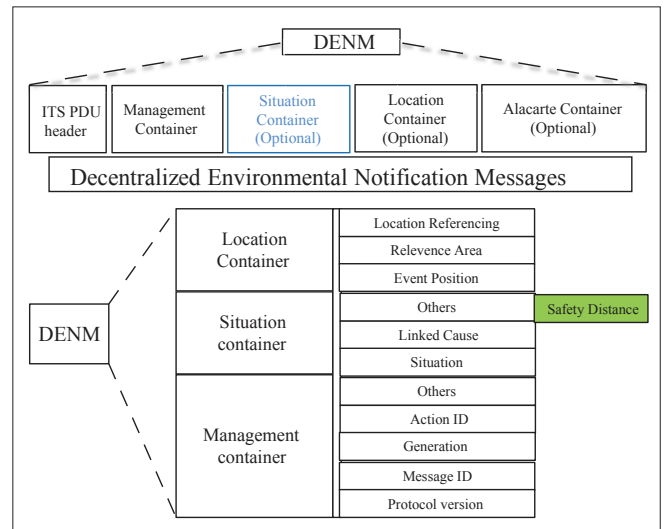 DENM
ITS PDU
header
Management
Container
Situation
Container
(Optional)
Location
Container
(Optional)
Alacarte Container
(Optional)
Decentralized Environmental Notification Messages
DENM
Location
Container
Location Referencing
Relevence Area
Event Position
Situation
container
Others
Safety Distance
Linked Cause
Situation
Management
container
Others
Action ID
Generation
Message ID
Protocol version